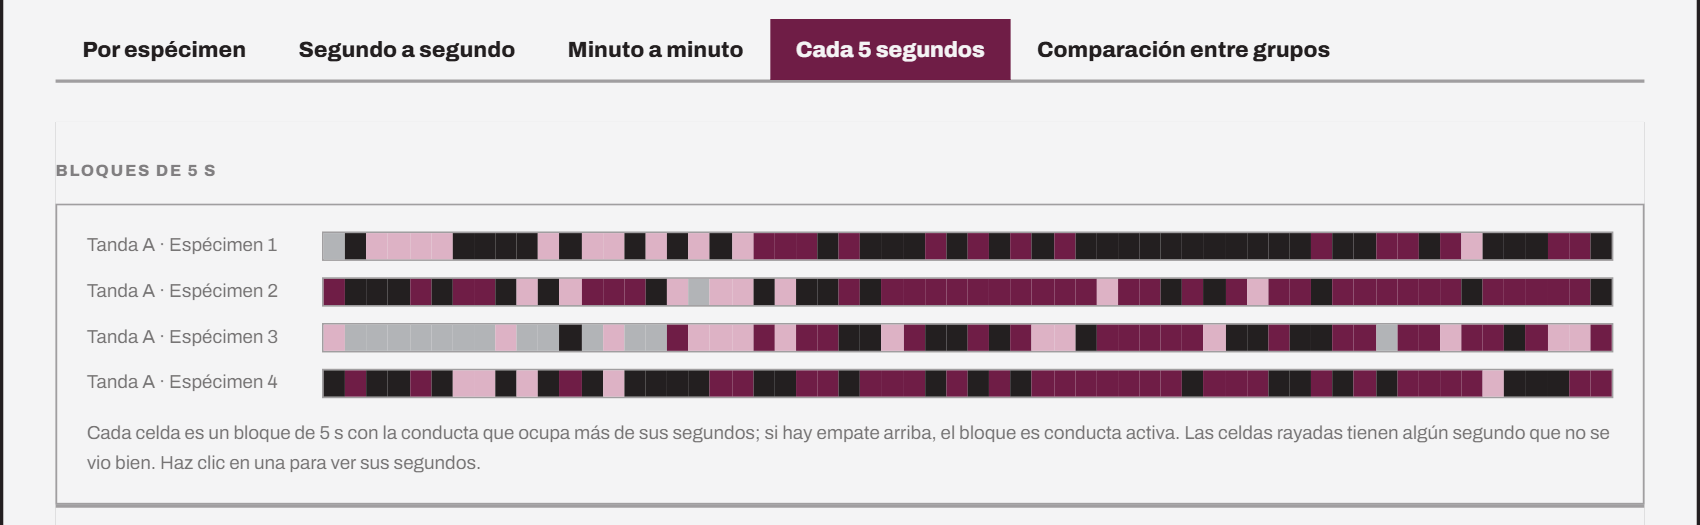 Por espécimen
Segundo a segundo
Minuto a minuto
Cada 5 segundos
Comparación entre grupos
BLOQUES DE 5 S
Tanda A · Espécimen 1
Tanda A · Espécimen 2
Tanda A · Espécimen 3
Tanda A · Espécimen 4
Cada celda es un bloque de 5 s con la conducta que ocupa más de sus segundos; si hay empate arriba, el bloque es conducta activa. Las celdas rayadas tienen algún segundo que no se
vio bien. Haz clic en una para ver sus segundos.